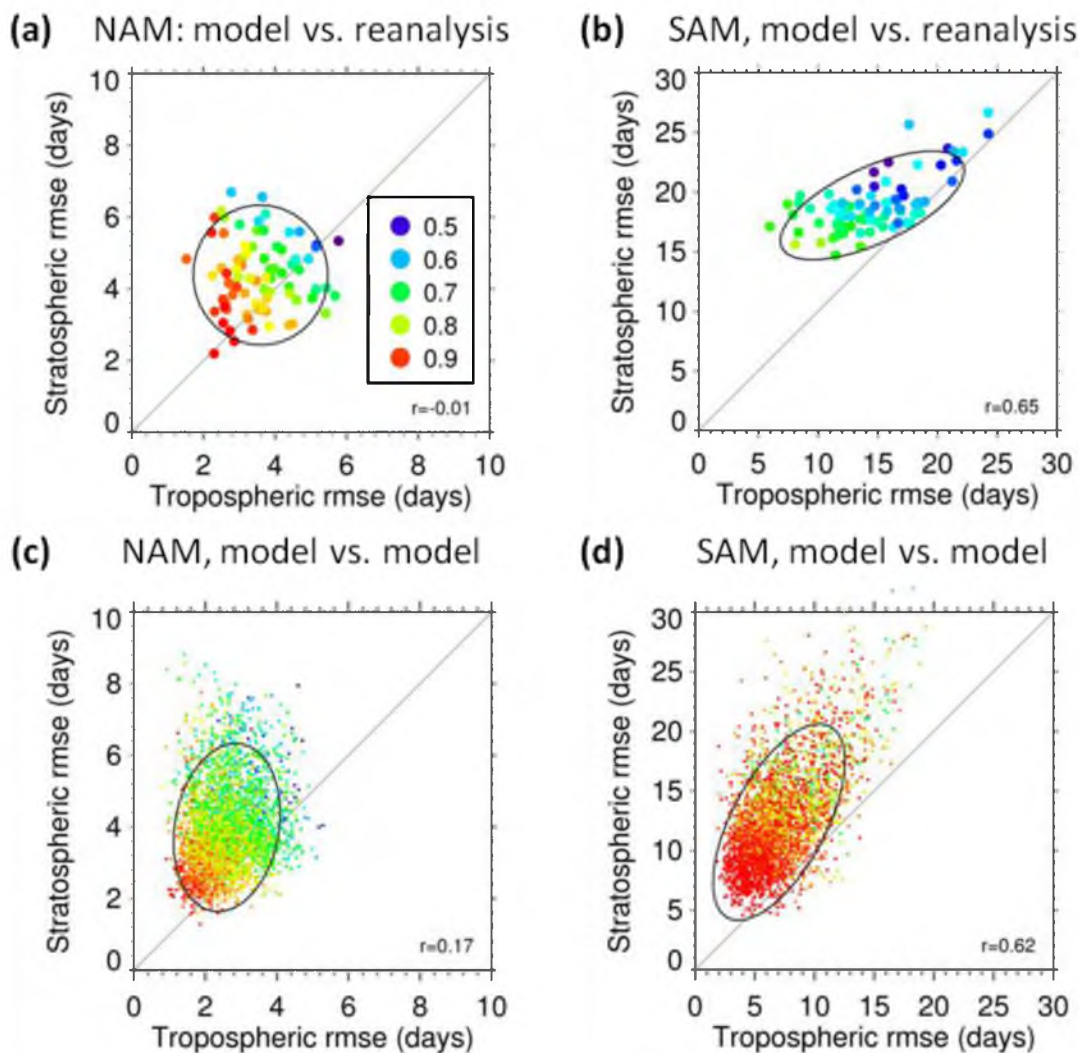 (a) NAM: model vs. reanalysis
10
8
6
4
2
0
Stratospheric rmse (days)
0.5
0.6
0.7
0.8
0.9
r=-0.01
0 2 4 6 8 10
Tropospheric rmse (days)
(b) SAM, model vs. reanalysis
30
25
20
15
10
5
0
Stratospheric rmse (days)
r=0.65
0 5 10 15 20 25 30
Tropospheric rmse (days)
(c) NAM, model vs. model
10
8
6
4
2
0
Stratospheric rmse (days)
r=0.17
0 2 4 6 8 10
Tropospheric rmse (days)
(d) SAM, model vs. model
30
25
20
15
10
5
0
Stratospheric rmse (days)
r=0.62
0 5 10 15 20 25 30
Tropospheric rmse (days)